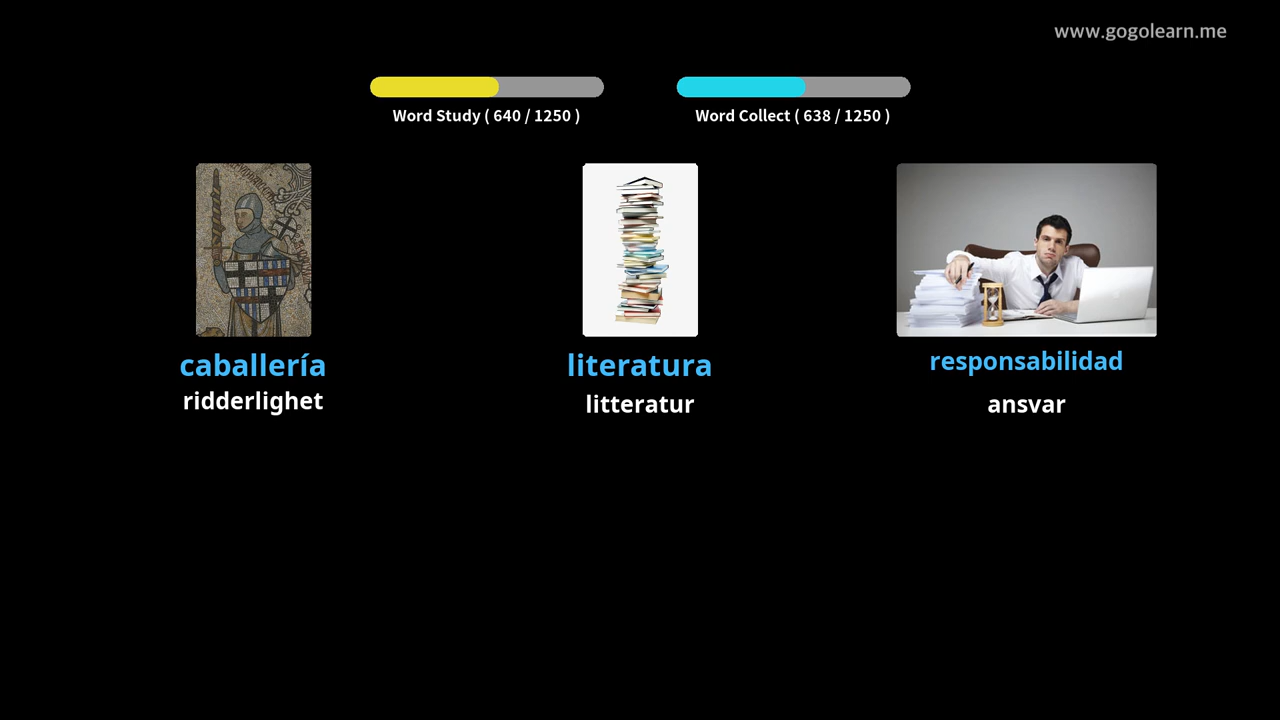 www.gogolearn.me
Word Study ( 640 / 1250 )
Word Collect ( 638 / 1250 )
caballería
literatura
responsabilidad
ridderlighet
litteratur
ansvar